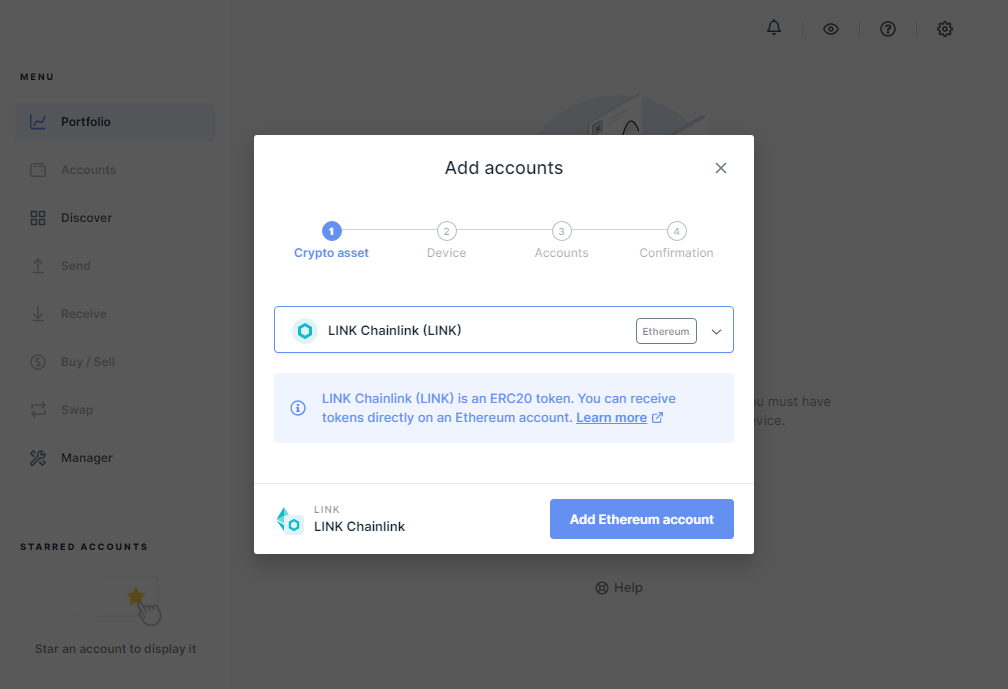 MENU
Portfolio
Accounts
Discover
Send
Receive
Buy / Sell
Swap
Manager
STARRED ACCOUNTS
Star an account to display it
Add accounts
1
2
3
4
Crypto asset
Device
Accounts
Confirmation
LINK Chainlink (LINK)
Ethereum
LINK Chainlink (LINK) is an ERC20 token. You can receive
tokens directly on an Ethereum account. Learn more
LINK
LINK Chainlink
Add Ethereum account
must have
Help